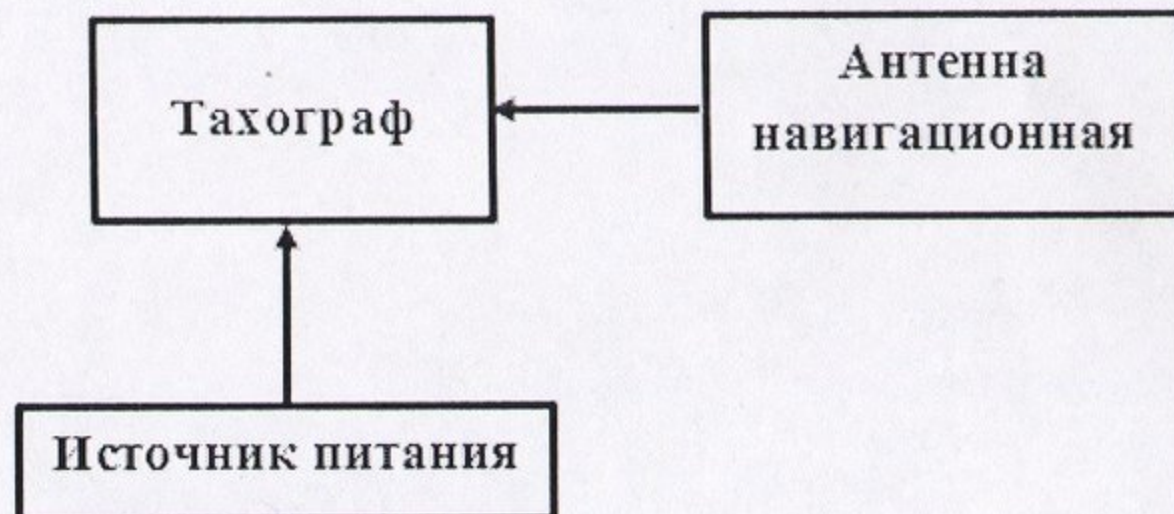 Тахограф
Антенна
навигационная
Источник питания